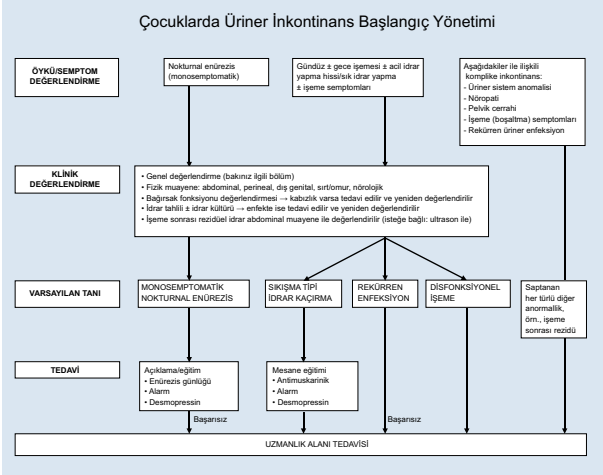 Çocuklarda Üriner İnkontinans Başlangıç Yönetimi
ÖYKÜ/SEMPTOM
DEĞERLENDİRME
Nokturnal enürezis
(monosemptomatik)
Gündüz ± gece işemesi ± acil idrar
yapma hissi/sık idrar yapma
± işeme semptomları
Aşağıdakiler ile ilişkili
komplike inkontinans:
- Üriner sistem anomalisi
- Nöropati
- Pelvik cerrahi
- İşeme (boşaltma) semptomları
- Rekürren üriner enfeksiyon
KLİNİK
DEĞERLENDİRME
• Genel değerlendirme (bakınız ilgili bölüm)
• Fizik muayene: abdominal, perineal, dış genital, sırt/omur, nörolojik
• Bağırsak fonksiyonu değerlendirmesi → kabızlık varsa tedavi edilir ve yeniden değerlendirilir
• İdrar tahlili ± idrar kültürü → enfekte ise tedavi edilir ve yeniden değerlendirilir
• İşeme sonrası rezidüel idrar abdominal muayene ile değerlendirilir (isteğe bağlı: ultrason ile)
VARSAYILAN TANI
MONOSEMPTOMATİK
NOKTURNAL ENÜREZİS
SIKIŞMA TİPİ
İDRAR KAÇIRMA
REKÜRREN
ENFEKSİYON
DİSFONKSİYONEL
İŞEME
Saptanan
her türlü diğer
anormallik,
örn., işeme
sonrası rezidü
TEDAVİ
Açıklama/eğitim
• Enürezis günlüğü
• Alarm
• Desmopressin
Mesane eğitimi
• Antimuskarinik
• Alarm
• Desmopressin
Başarısız
Başarısız
UZMANLIK ALANI TEDAVİSİ